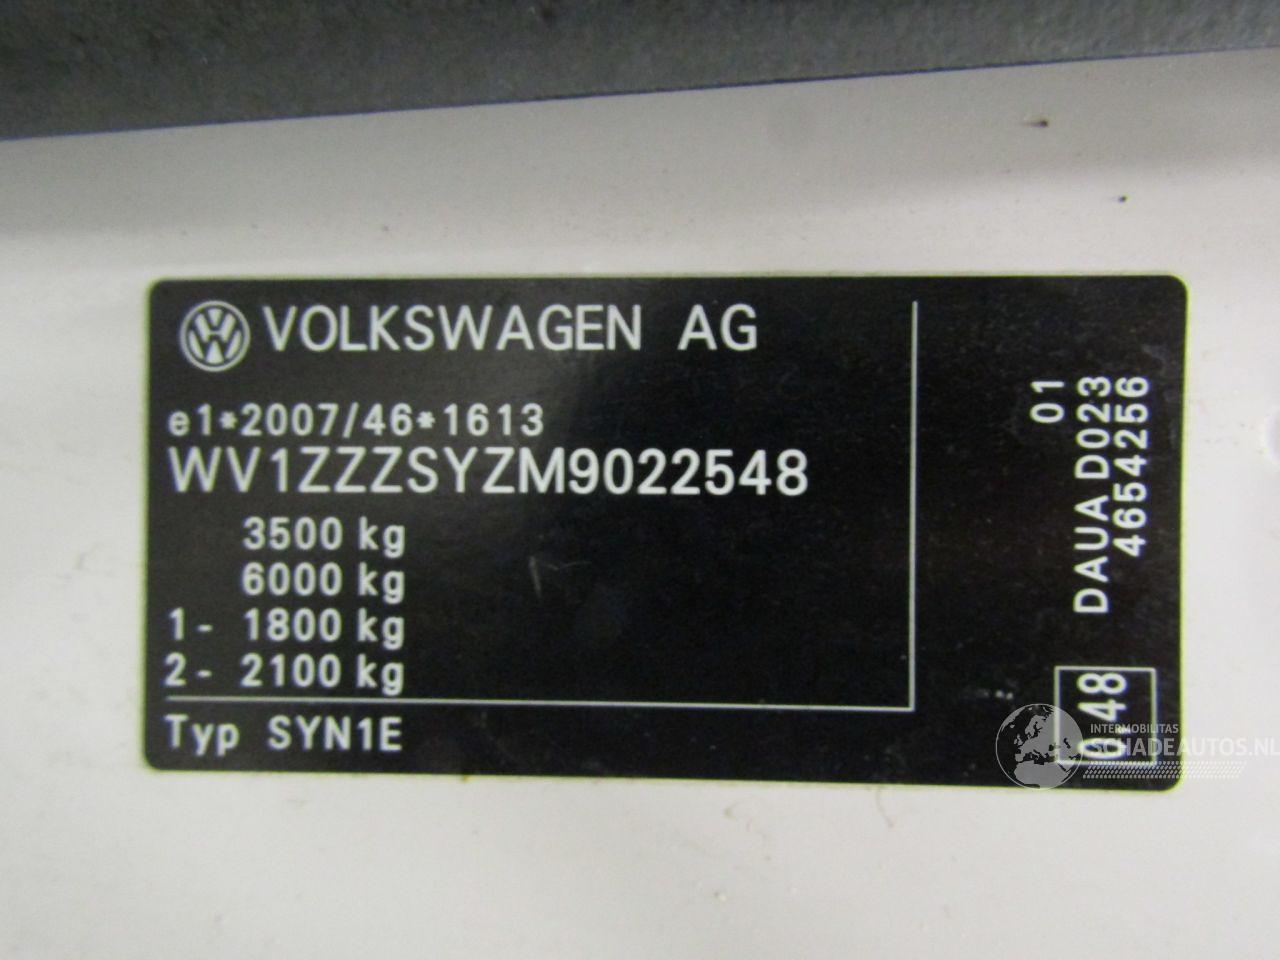 VOLKSWAGEN AG
e1*2007/46*1613
WV1ZZZSYZM9022548
3500 kg
6000 kg
1- 1800 kg
2- 2100 kg
Typ SYN1E
01
DAUA D023
4654256
048
INTERMOBILITAS
SCHADEAUTOS.NL